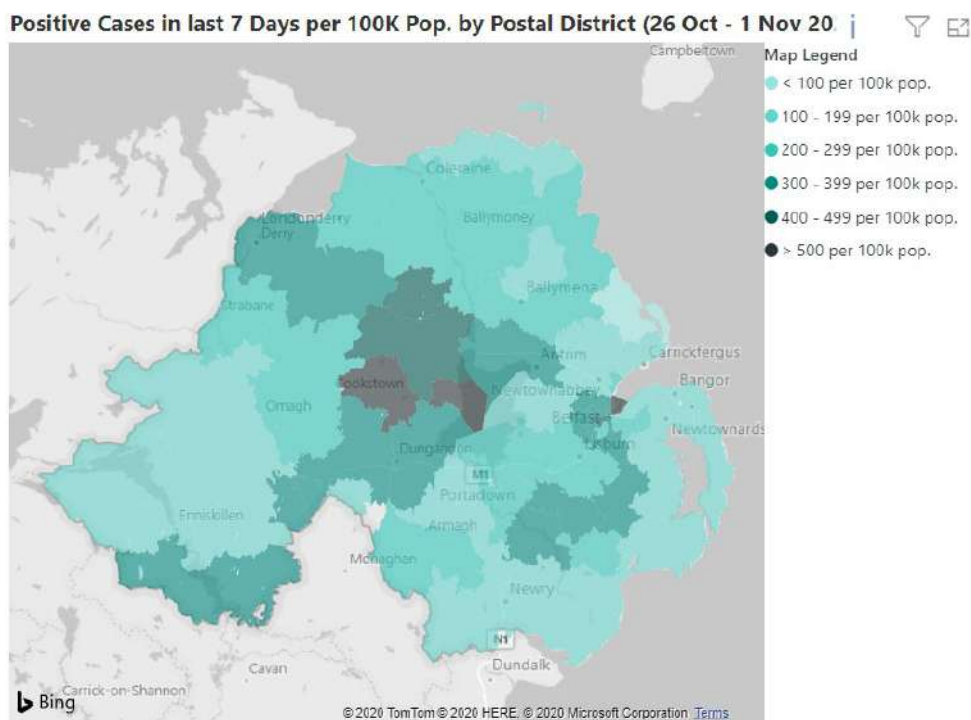 Positive Cases in last 7 Days per 100K Pop. by Postal District (26 Oct - 1 Nov 20
Campbeltown
Map Legend
< 100 per 100k pop.
100 - 199 per 100k pop.
200 - 299 per 100k pop.
300 - 399 per 100k pop.
400 - 499 per 100k pop.
> 500 per 100k pop.
Coleraine
Londonderry
Derry
Ballymoney
Ballymena
Strabane
Antrim
Carrickfergus
Bangor
Cookstown
Newtownabbey
Omagh
Belfast
Newtownards
Lisburn
Dungannon
M1
Portadown
Enniskillen
Armagh
Monaghan
Newry
N1
Dundalk
Cavan
Carrick-on-Shannon
Bing
© 2020 TomTom © 2020 HERE, © 2020 Microsoft Corporation Terms